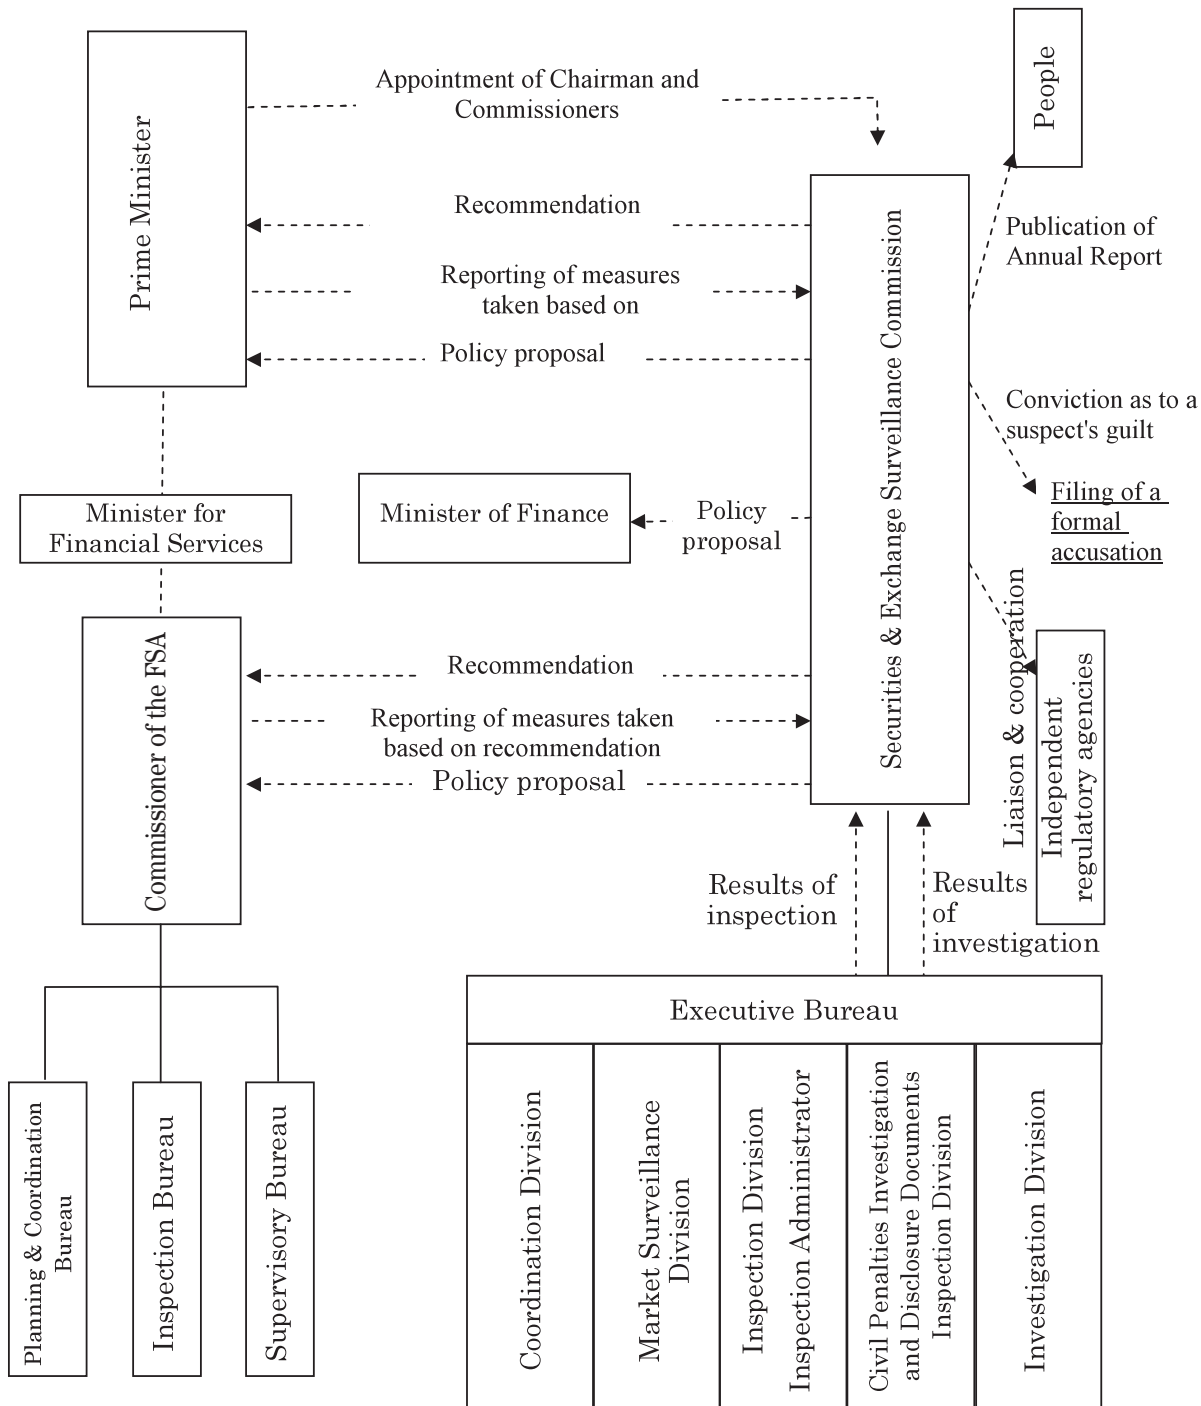 Appointment of Chairman and
Commissioners
People
Prime Minister
Recommendation
Reporting of measures
taken based on
Policy proposal
Securities & Exchange Surveillance Commission
Publication of
Annual Report
Conviction as to a
suspect's guilt
Filing of a
formal
accusation
Minister for
Financial Services
Minister of Finance
Policy
proposal
Commissioner of the FSA
Recommendation
Reporting of measures taken
based on recommendation
Policy proposal
Liaison & cooperation
Independent
regulatory agencies
Results of
inspection
Results
of
investigation
Planning & Coordination
Bureau
Inspection Bureau
Supervisory Bureau
Executive Bureau
Coordination Division
Market Surveillance
Division
Inspection Division
Inspection Administrator
Civil Penalties Investigation
and Disclosure Documents
Inspection Division
Investigation Division